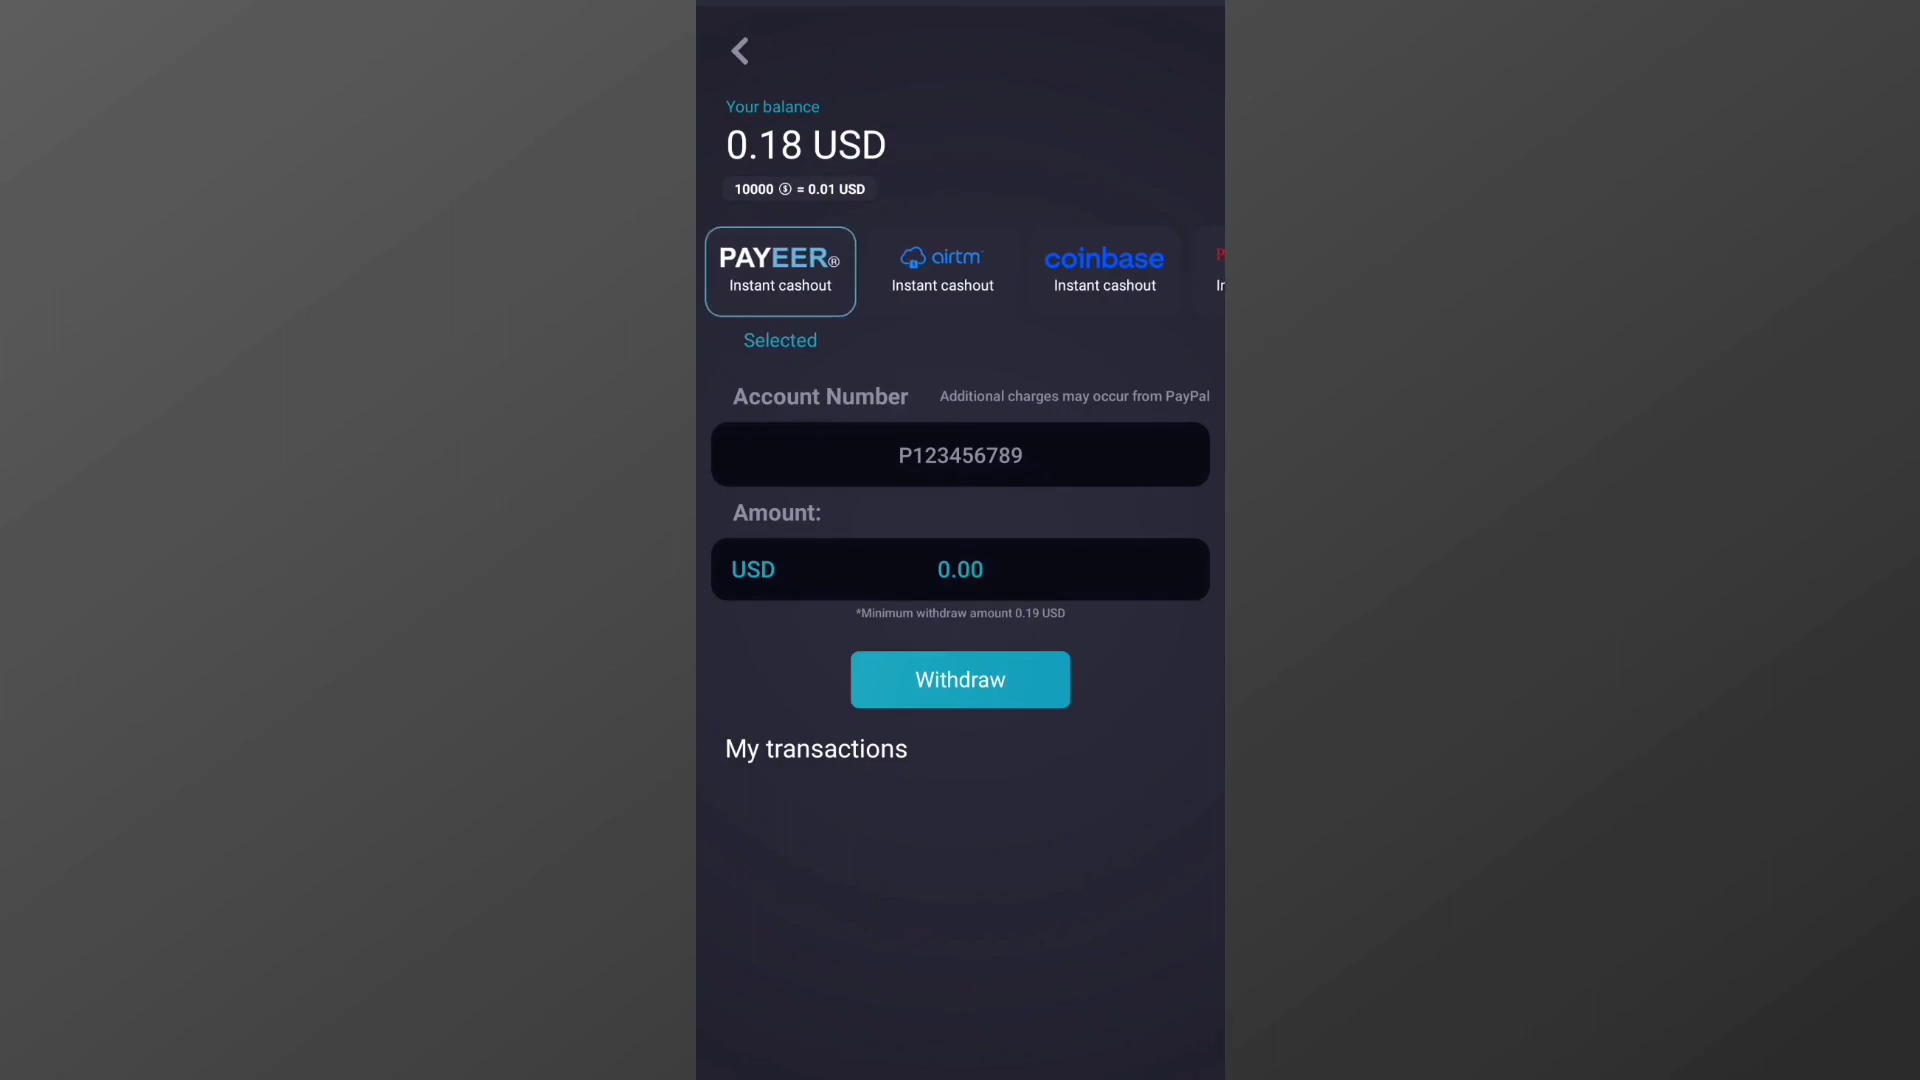 Your balance
0.18 USD
10000 $ = 0.01 USD
PAYEER®
Instant cashout
airtm
Instant cashout
coinbase
Instant cashout
P
Ir
Selected
Account Number
Additional charges may occur from PayPal
P123456789
Amount:
USD
0.00
*Minimum withdraw amount 0.19 USD
Withdraw
My transactions